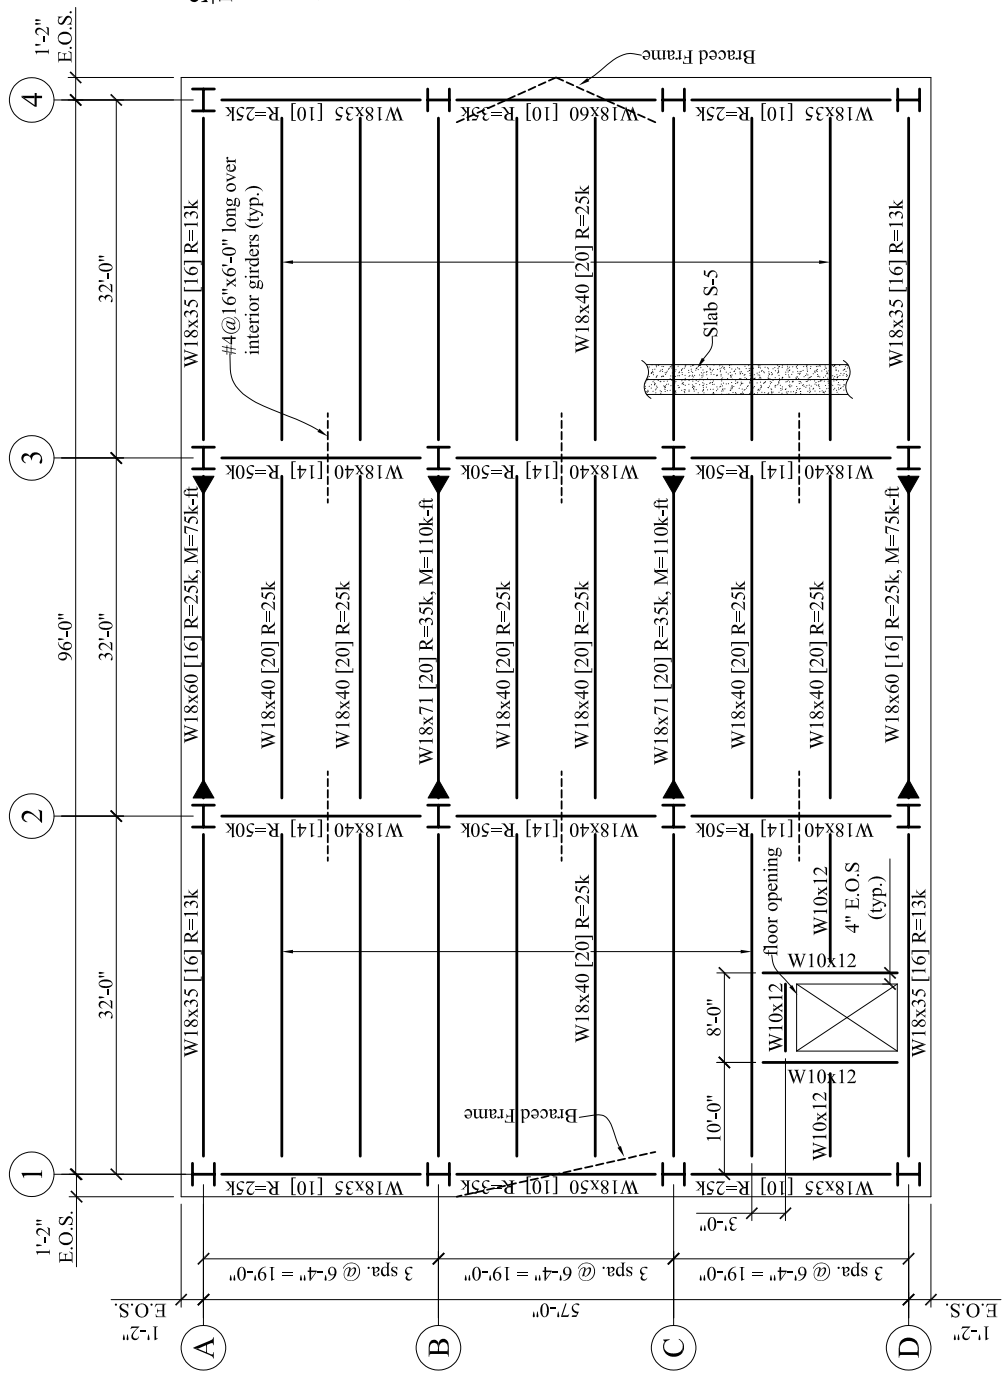 1'-2"
E.O.S.
96'-0"
32'-0"
32'-0"
32'-0"
1'-2"
E.O.S.
1
2
3
4
A
B
C
D
1'-2"
E.O.S.
57'-0"
3 spa. @ 6'-4" = 19'-0"
3 spa. @ 6'-4" = 19'-0"
3 spa. @ 6'-4" = 19'-0"
1'-2"
E.O.S.
W18x35 [16] R=13k
W18x60 [16] R=25k, M=75k-ft
W18x35 [16] R=13k
W18x35 [10] R=25k
W18x40 [14] R=50k
W18x40 [14] R=50k
W18x35 [10] R=25k
#4@16"x6'-0" long over
interior girders (typ.)
W18x40 [20] R=25k
W18x40 [20] R=25k
W18x71 [20] R=35k, M=110k-ft
Braced Frame
W18x50 [10] R=35k
W18x40 [14] R=50k
W18x40 [14] R=50k
W18x60 [10] R=35k
Braced Frame
W18x40 [20] R=25k
W18x40 [20] R=25k
W18x40 [20] R=25k
W18x40 [20] R=25k
W18x71 [20] R=35k, M=110k-ft
Slab S-5
W18x35 [10] R=25k
W18x40 [14] R=50k
W18x40 [14] R=50k
W18x35 [10] R=25k
W18x40 [20] R=25k
W18x40 [20] R=25k
3'-0"
10'-0"
8'-0"
floor opening
W10x12
W10x12
W10x12
W10x12
W10x12
4" E.O.S
(typ.)
W18x35 [16] R=13k
W18x60 [16] R=25k, M=75k-ft
W18x35 [16] R=13k